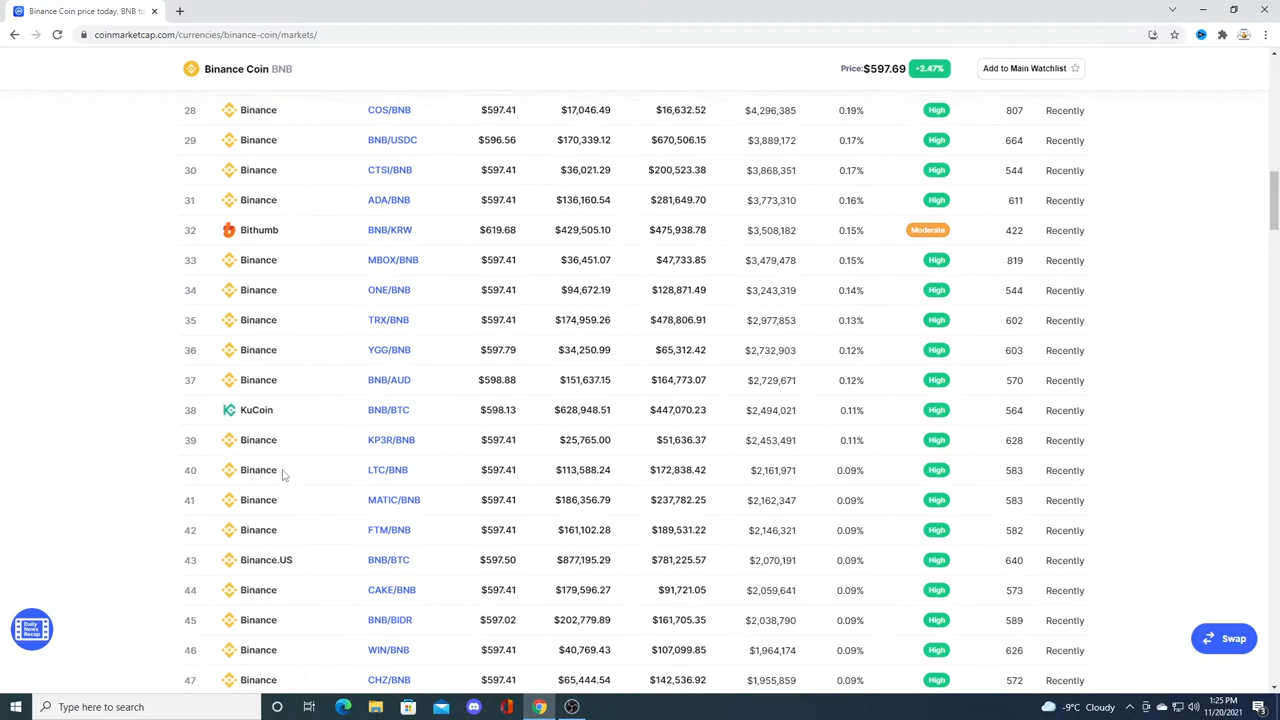 Binance Coin price today, BNB to
coinmarketcap.com/currencies/binance-coin/markets/
Binance Coin BNB
Price: $597.69 -2.47% Add to Main Watchlist
28 Binance COS/BNB $597.41 $17,046.49 $16,632.52 $4,296,385 0.19% High 807 Recently
29 Binance BNB/USDC $596.56 $170,339.12 $670,506.15 $3,889,172 0.17% High 664 Recently
30 Binance CTSI/BNB $597.41 $36,021.29 $200,523.38 $3,868,351 0.17% High 544 Recently
31 Binance ADA/BNB $597.41 $136,160.54 $281,649.70 $3,773,310 0.16% High 611 Recently
32 Bithumb BNB/KRW $619.68 $429,505.10 $475,938.78 $3,508,182 0.15% Moderate 422 Recently
33 Binance MBOX/BNB $597.41 $36,451.07 $47,733.85 $3,479,478 0.15% High 819 Recently
34 Binance ONE/BNB $597.41 $94,672.19 $128,871.49 $3,243,319 0.14% High 544 Recently
35 Binance TRX/BNB $597.41 $174,959.26 $478,806.91 $2,977,853 0.13% High 602 Recently
36 Binance YGG/BNB $597.79 $34,250.99 $65,312.42 $2,732,903 0.12% High 603 Recently
37 Binance BNB/AUD $598.88 $151,637.15 $164,773.07 $2,729,671 0.12% High 570 Recently
38 KuCoin BNB/BTC $598.13 $628,948.51 $447,070.23 $2,494,021 0.11% High 564 Recently
39 Binance KP3R/BNB $597.41 $25,765.00 $51,636.37 $2,453,491 0.11% High 628 Recently
40 Binance LTC/BNB $597.41 $113,588.24 $172,838.42 $2,161,971 0.09% High 583 Recently
41 Binance MATIC/BNB $597.41 $186,356.79 $237,782.25 $2,162,347 0.09% High 583 Recently
42 Binance FTM/BNB $597.41 $161,102.28 $189,531.22 $2,146,321 0.09% High 582 Recently
43 Binance.US BNB/BTC $597.50 $877,195.29 $781,225.57 $2,070,191 0.09% High 640 Recently
44 Binance CAKE/BNB $597.41 $179,596.27 $91,721.05 $2,059,641 0.09% High 573 Recently
45 Binance BNB/BIDR $597.02 $202,779.89 $161,705.35 $2,038,790 0.09% High 589 Recently
46 Binance WIN/BNB $597.41 $40,769.43 $107,099.85 $1,964,174 0.09% High 626 Recently
47 Binance CHZ/BNB $597.41 $65,444.54 $142,536.92 $1,955,859 0.09% High 572 Recently
Daily
News
Recap
Swap
Type here to search
-9°C Cloudy
1:25 PM
11/20/2021
3